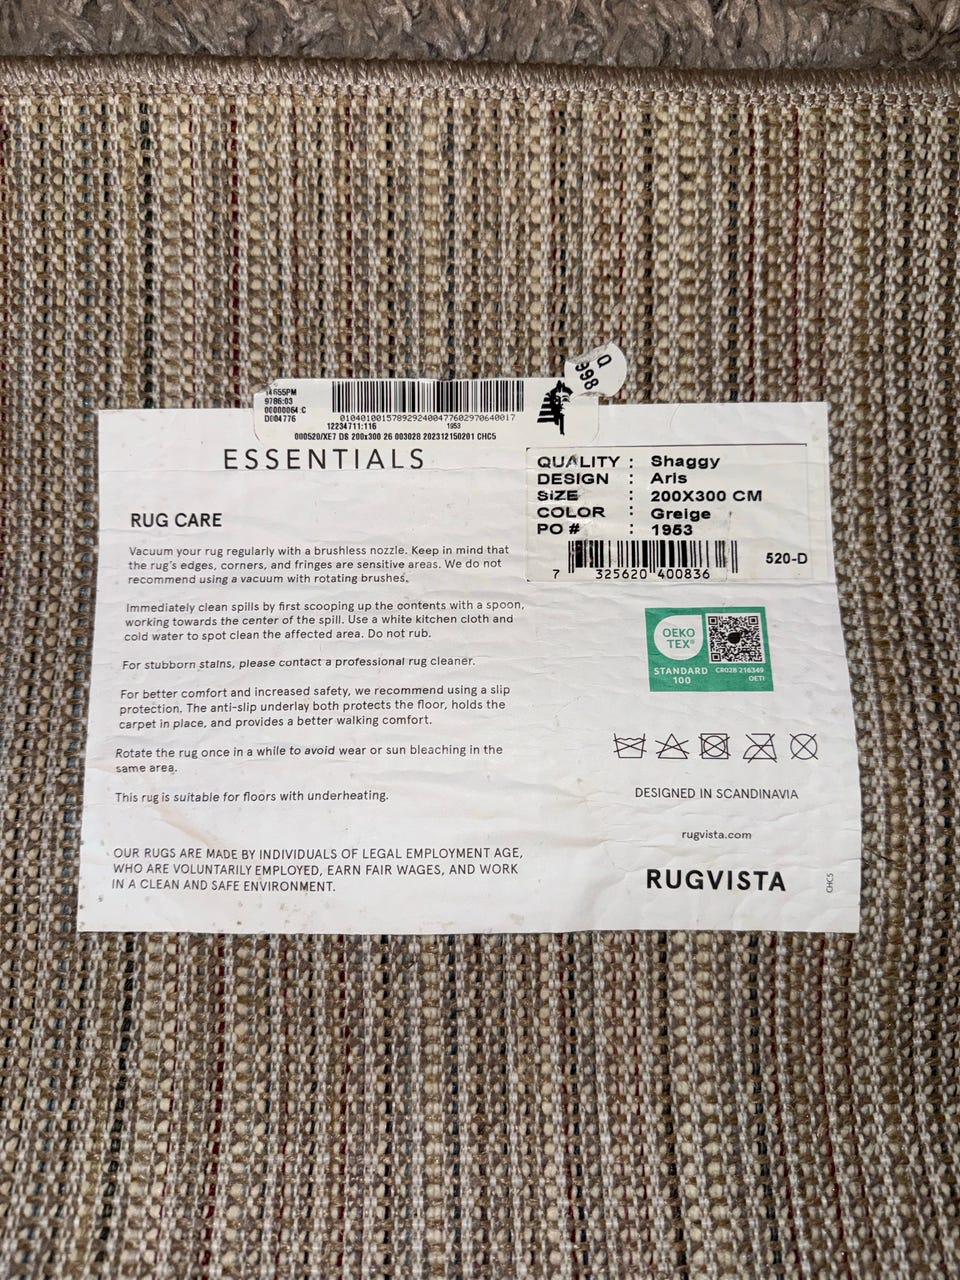 Q
998
14655PM
9786:03
00000064:C
D004776
010401001578929240047760297064001​7
12234711:116 1953
000520/XE7 DS 200x300 26 003028 202312150201 CHC5
ESSENTIALS
QUALITY : Shaggy
DESIGN : Aris
SIZE : 200X300 CM
COLOR : Greige
PO # : 1953
520-D
7 325620 400836
RUG CARE
Vacuum your rug regularly with a brushless nozzle. Keep in mind that
the rug's edges, corners, and fringes are sensitive areas. We do not
recommend using a vacuum with rotating brushes.
Immediately clean spills by first scooping up the contents with a spoon,
working towards the center of the spill. Use a white kitchen cloth and
cold water to spot clean the affected area. Do not rub.
For stubborn stains, please contact a professional rug cleaner.
For better comfort and increased safety, we recommend using a slip
protection. The anti-slip underlay both protects the floor, holds the
carpet in place, and provides a better walking comfort.
Rotate the rug once in a while to avoid wear or sun bleaching in the
same area.
This rug is suitable for floors with underheating.
OUR RUGS ARE MADE BY INDIVIDUALS OF LEGAL EMPLOYMENT AGE,
WHO ARE VOLUNTARILY EMPLOYED, EARN FAIR WAGES, AND WORK
IN A CLEAN AND SAFE ENVIRONMENT.
OEKO
TEX®
STANDARD
100
CR028 216349
OETI
DESIGNED IN SCANDINAVIA
rugvista.com
RUGVISTA
CHC5